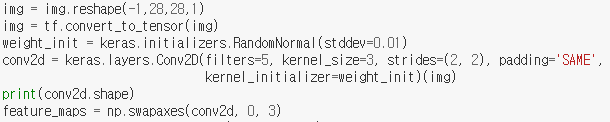 img = img.reshape(-1,28,28,1)
img = tf.convert_to_tensor(img)
weight_init = keras.initializers.RandomNormal(stddev=0.01)
conv2d = keras.layers.Conv2D(filters=5, kernel_size=3, strides=(2, 2), padding='SAME',
kernel_initializer=weight_init)(img)
print(conv2d.shape)
feature_maps = np.swapaxes(conv2d, 0, 3)